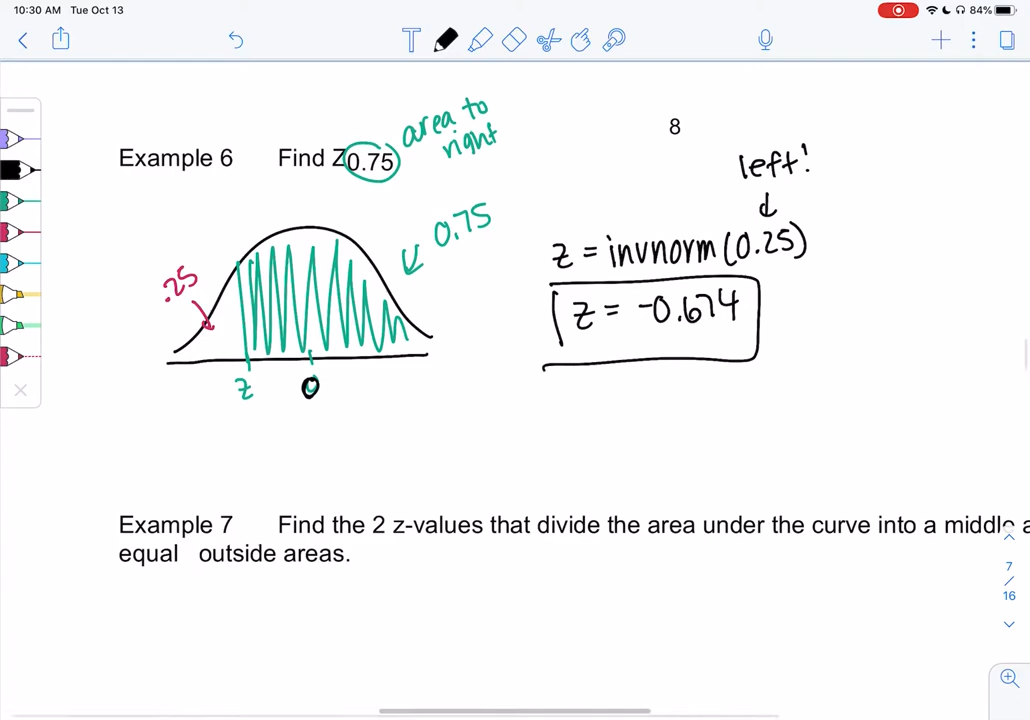 10:30 AM Tue Oct 13
84%
T
8
Example 6 Find Z0.75
area to
right
left!
0.75
z = invnorm(0.25)
.25
z = -0.674
z 0
Example 7 Find the 2 z-values that divide the area under the curve into a middle a
equal outside areas.
7
/
16